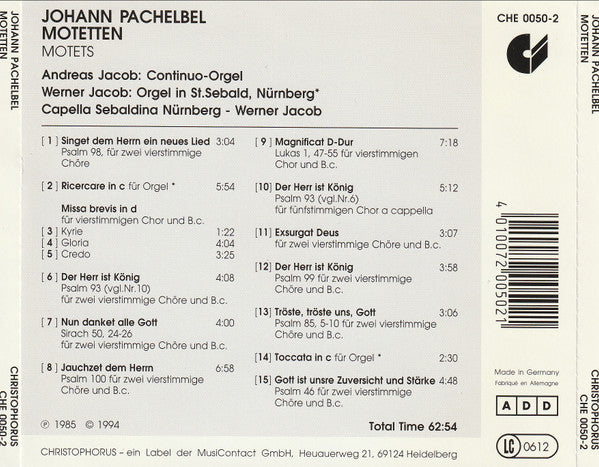 JOHANN PACHELBEL
MOTETTEN
CHRISTOPHORUS
CHE 0050-2
JOHANN PACHELBEL
MOTETTEN
MOTETS
Andreas Jacob: Continuo-Orgel
Werner Jacob: Orgel in St.Sebald, Nürnberg*
Capella Sebaldina Nürnberg - Werner Jacob
[ 1 ] Singet dem Herrn ein neues Lied 3:04
Psalm 98, für zwei vierstimmige
Chöre
[ 2 ] Ricercare in c für Orgel * 5:54
Missa brevis in d
für vierstimmigen Chor und B.c.
[ 3 ] Kyrie 1:22
[ 4 ] Gloria 4:04
[ 5 ] Credo 3:25
[ 6 ] Der Herr ist König 4:08
Psalm 93 (vgl.Nr.10)
für zwei vierstimmige Chöre und B.c.
[ 7 ] Nun danket alle Gott 4:00
Sirach 50, 24-26
für zwei vierstimmige Chöre und B.c.
[ 8 ] Jauchzet dem Herrn 6:58
Psalm 100 für zwei vierstimmige
Chöre und B.c.
[ 9 ] Magnificat D-Dur 7:18
Lukas 1, 47-55 für vierstimmigen
Chor und B.c.
[10] Der Herr ist König 5:12
Psalm 93 (vgl.Nr.6)
für fünfstimmigen Chor a cappella
[11] Exsurgat Deus 3:07
für zwei vierstimmige Chöre und B.c.
[12] Der Herr ist König 3:58
Psalm 99 für zwei vierstimmige
Chöre und B.c.
[13] Tröste, tröste uns, Gott 3:06
Psalm 85, 5-10 für zwei vierstimmige
Chöre und B.c.
[14] Toccata in c für Orgel * 2:30
[15] Gott ist unsre Zuversicht und Stärke 4:48
Psalm 46 für zwei vierstimmige
Chöre und B.c.
℗ 1985 © 1994
Total Time 62:54
CHRISTOPHORUS – ein Label der MusiContact GmbH, Heuauerweg 21, 69124 Heidelberg
CHE 0050-2
4 010072 005021
Made in Germany
Fabriqué en Allemagne
A D D
LC 0612
JOHANN PACHELBEL
MOTETTEN
CHRISTOPHORUS
CHE 0050-2